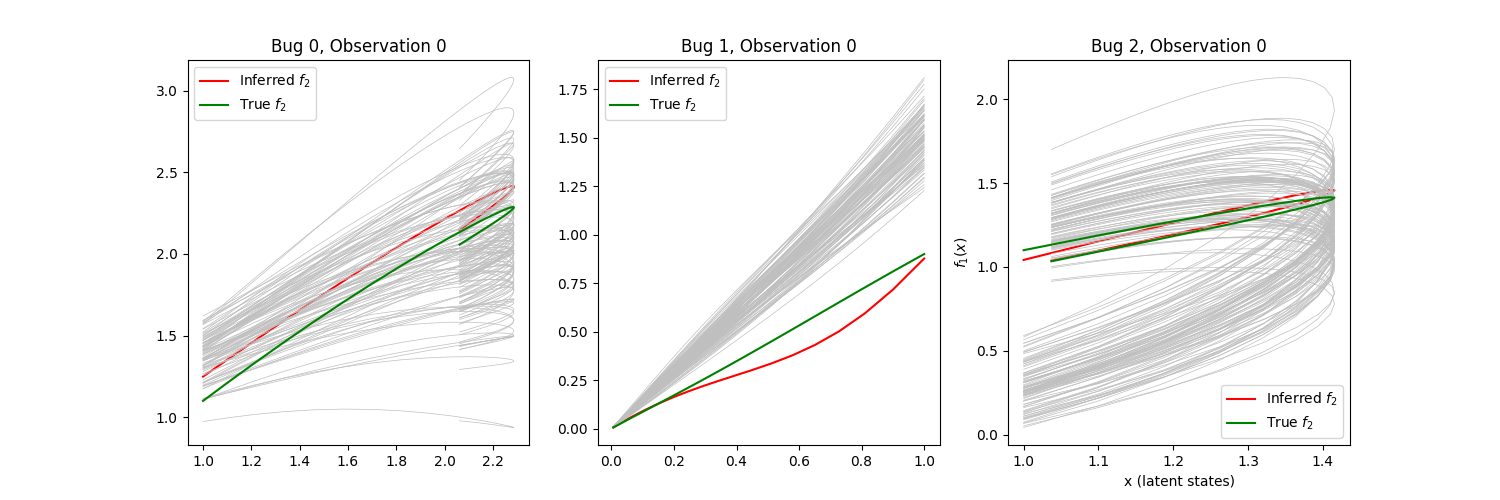 Bug 0, Observation 0
Inferred f₂
True f₂
3.0
2.5
2.0
1.5
1.0
1.0 1.2 1.4 1.6 1.8 2.0 2.2
Bug 1, Observation 0
Inferred f₂
True f₂
1.75
1.50
1.25
1.00
0.75
0.50
0.25
0.00
0.0 0.2 0.4 0.6 0.8 1.0
Bug 2, Observation 0
2.0
1.5
1.0
0.5
0.0
f₁(x)
Inferred f₂
True f₂
1.0 1.1 1.2 1.3 1.4
x (latent states)